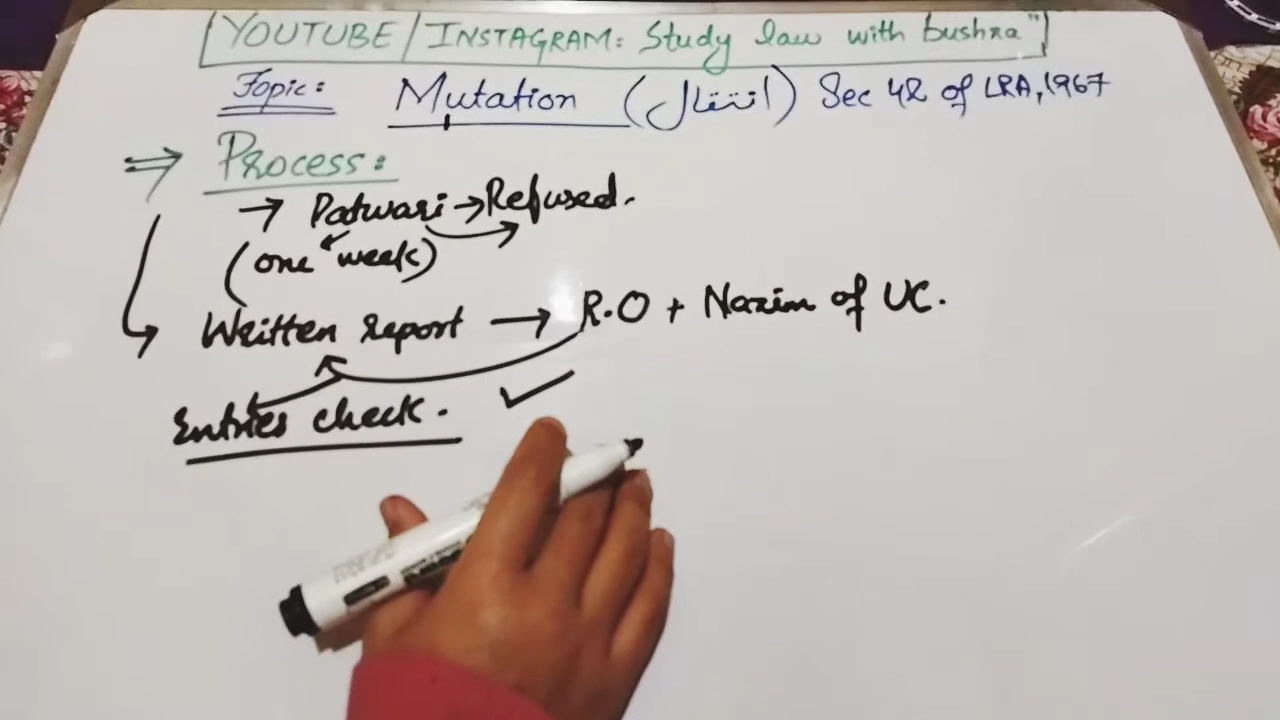 YOUTUBE/INSTAGRAM: Study law with bushra"
Topic: Mutation (انتقال) Sec 42 of LRA, 1967
⇒ Process:
→ Patwari → Refused.
(one week)
Written report → R.O + Nazim of UC.
Entries check. ✓